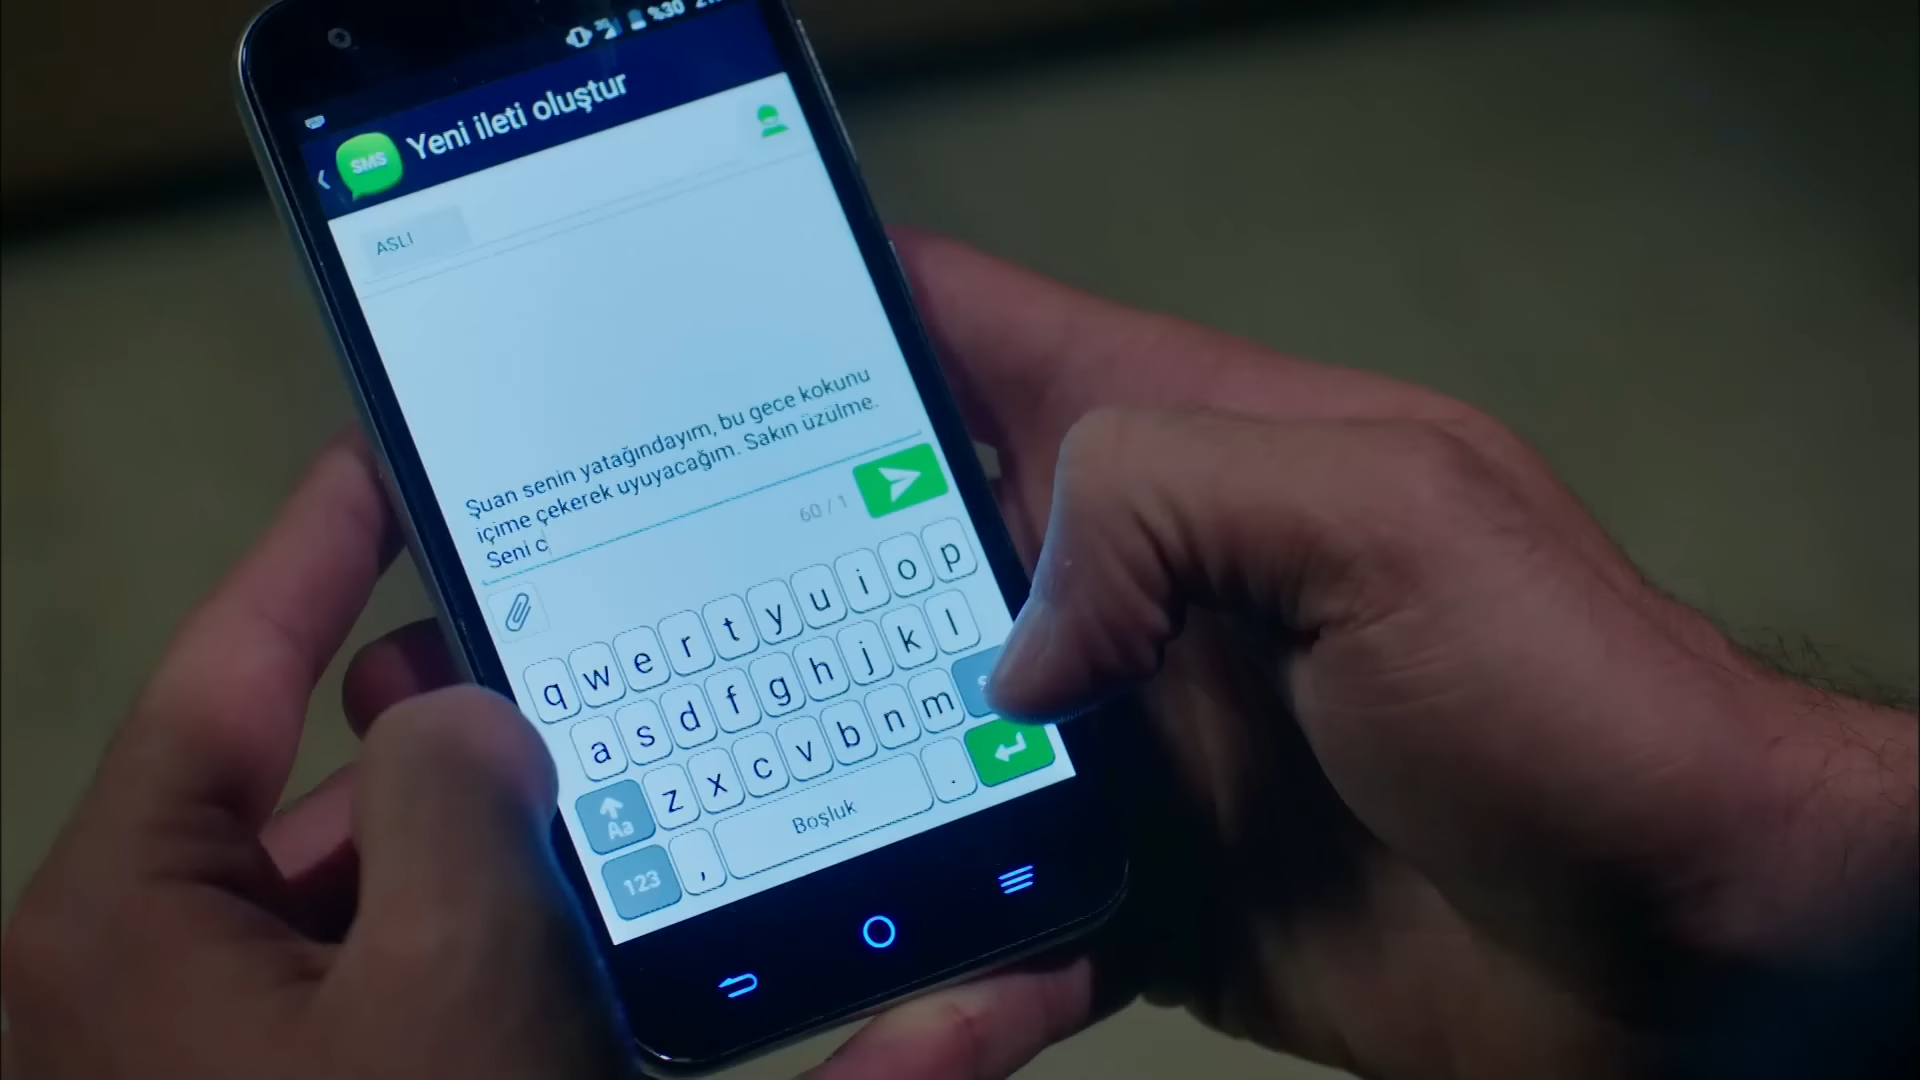 %30
SMS Yeni ileti oluştur
ASLI
Şuan senin yatağındayım, bu gece kokunu
içime çekerek uyuyacağım. Sakın üzülme.
Seni c
60 / 1
q w e r t y u i o p
a s d f g h j k l
Aa z x c v b n m
123 , Boşluk .